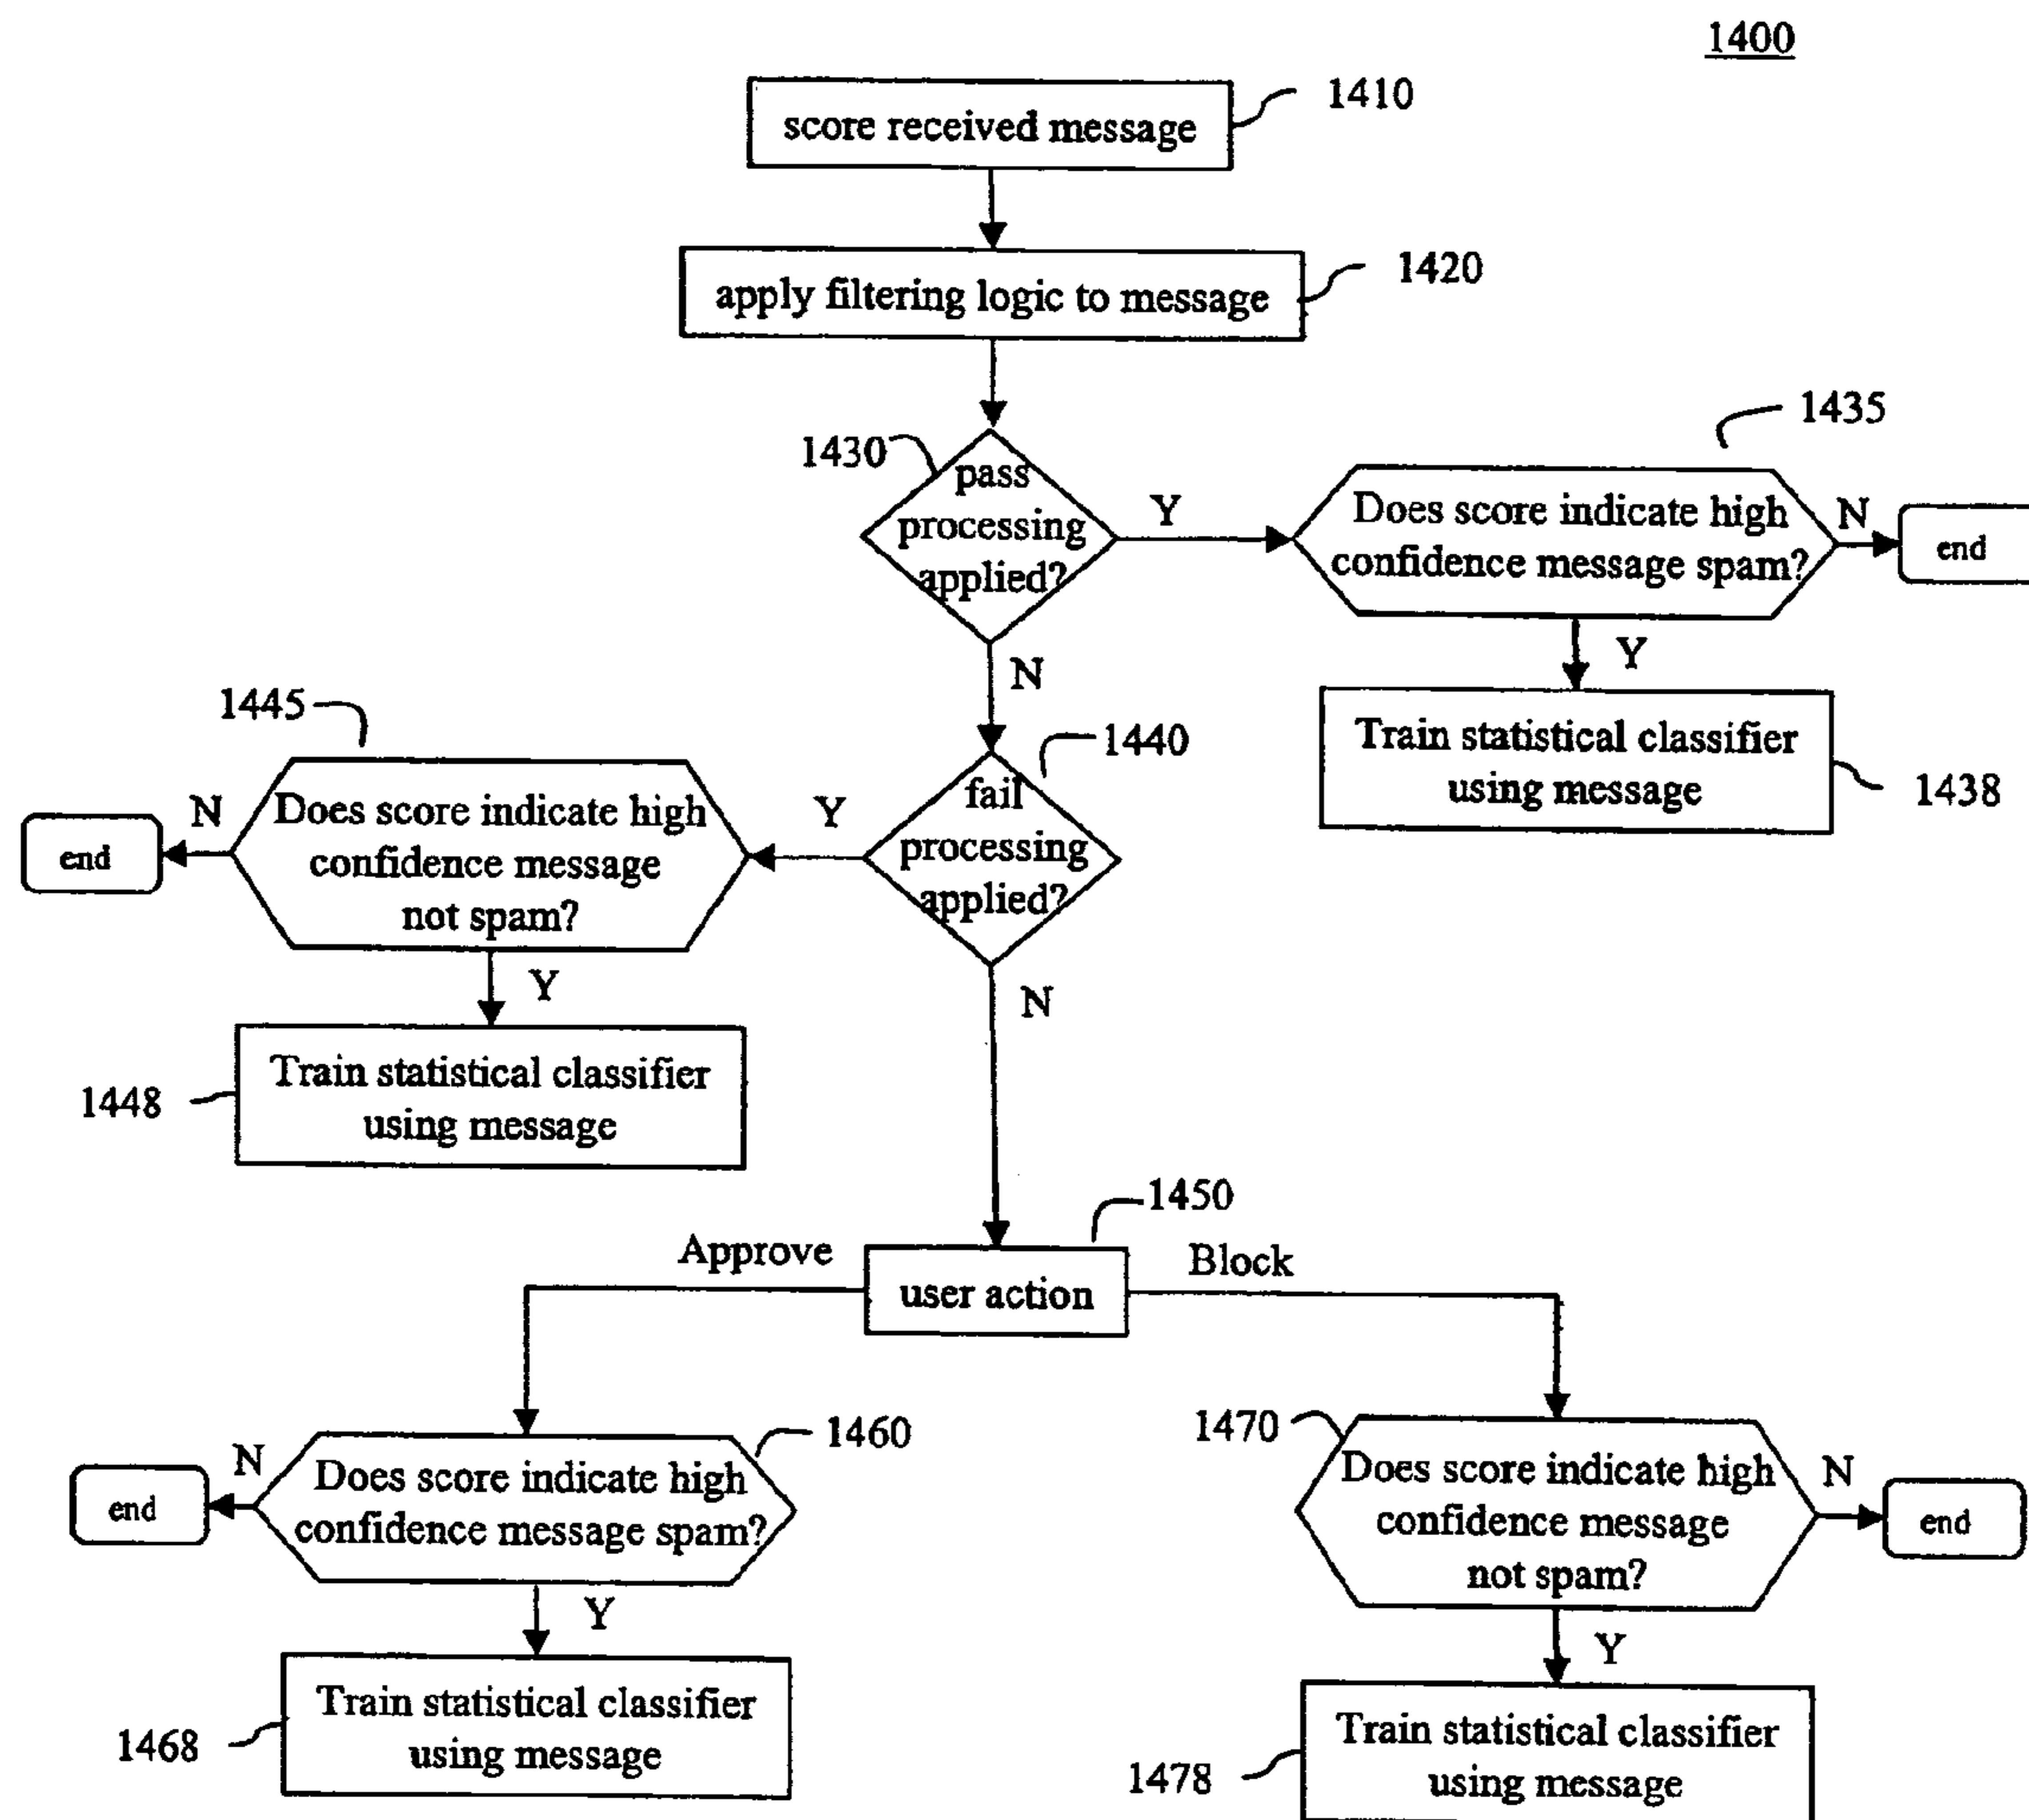 1400
score received message
1410
apply filtering logic to message
1420
1430
pass
processing
applied?
Y
N
1435
Does score indicate high
confidence message spam?
N
end
Y
Train statistical classifier
using message
1438
1440
fail
processing
applied?
Y
N
1445
Does score indicate high
confidence message
not spam?
N
end
Y
Train statistical classifier
using message
1448
1450
user action
Approve
Block
1460
Does score indicate high
confidence message spam?
N
end
Y
Train statistical classifier
using message
1468
1470
Does score indicate high
confidence message
not spam?
N
end
Y
Train statistical classifier
using message
1478